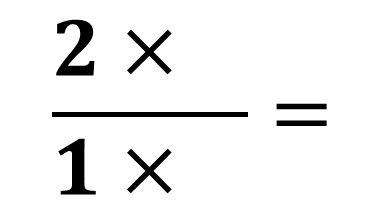 2 ×
=
1 ×